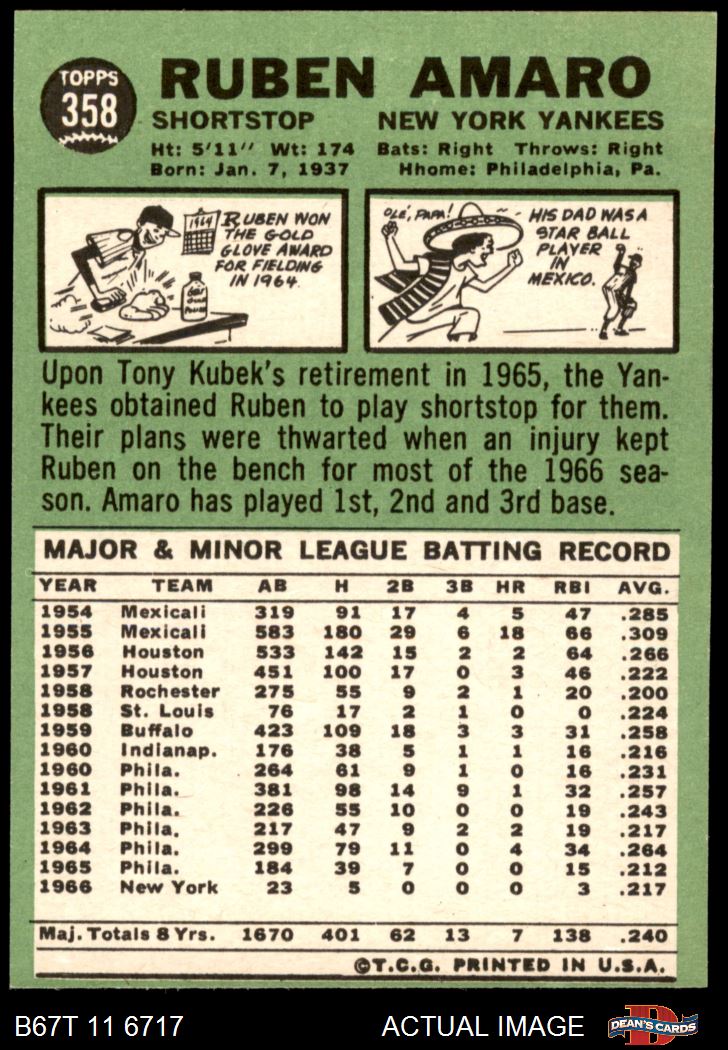 TOPPS
358
RUBEN AMARO
SHORTSTOP NEW YORK YANKEES
Ht: 5'11" Wt: 174 Bats: Right Throws: Right
Born: Jan. 7, 1937 Hhome: Philadelphia, Pa.
1964
RUBEN WON
THE GOLD
GLOVE AWARD
FOR FIELDING
IN 1964.
OLÉ, PAPA!
HIS DAD WAS A
STAR BALL
PLAYER
IN
MEXICO.
Upon Tony Kubek's retirement in 1965, the Yan-
kees obtained Ruben to play shortstop for them.
Their plans were thwarted when an injury kept
Ruben on the bench for most of the 1966 sea-
son. Amaro has played 1st, 2nd and 3rd base.
MAJOR & MINOR LEAGUE BATTING RECORD
YEAR TEAM AB H 2B 3B HR RBI AVG.
1954 Mexicali 319 91 17 4 5 47 .285
1955 Mexicali 583 180 29 6 18 66 .309
1956 Houston 533 142 15 2 2 64 .266
1957 Houston 451 100 17 0 3 46 .222
1958 Rochester 275 55 9 2 1 20 .200
1958 St. Louis 76 17 2 1 0 0 .224
1959 Buffalo 423 109 18 3 3 31 .258
1960 Indianap. 176 38 5 1 1 16 .216
1960 Phila. 264 61 9 1 0 16 .231
1961 Phila. 381 98 14 9 1 32 .257
1962 Phila. 226 55 10 0 0 19 .243
1963 Phila. 217 47 9 2 2 19 .217
1964 Phila. 299 79 11 0 4 34 .264
1965 Phila. 184 39 7 0 0 15 .212
1966 New York 23 5 0 0 0 3 .217
Maj. Totals 8 Yrs. 1670 401 62 13 7 138 .240
©T.C.G. PRINTED IN U.S.A.
B67T 11 6717 ACTUAL IMAGE
D
DEAN'S CARDS